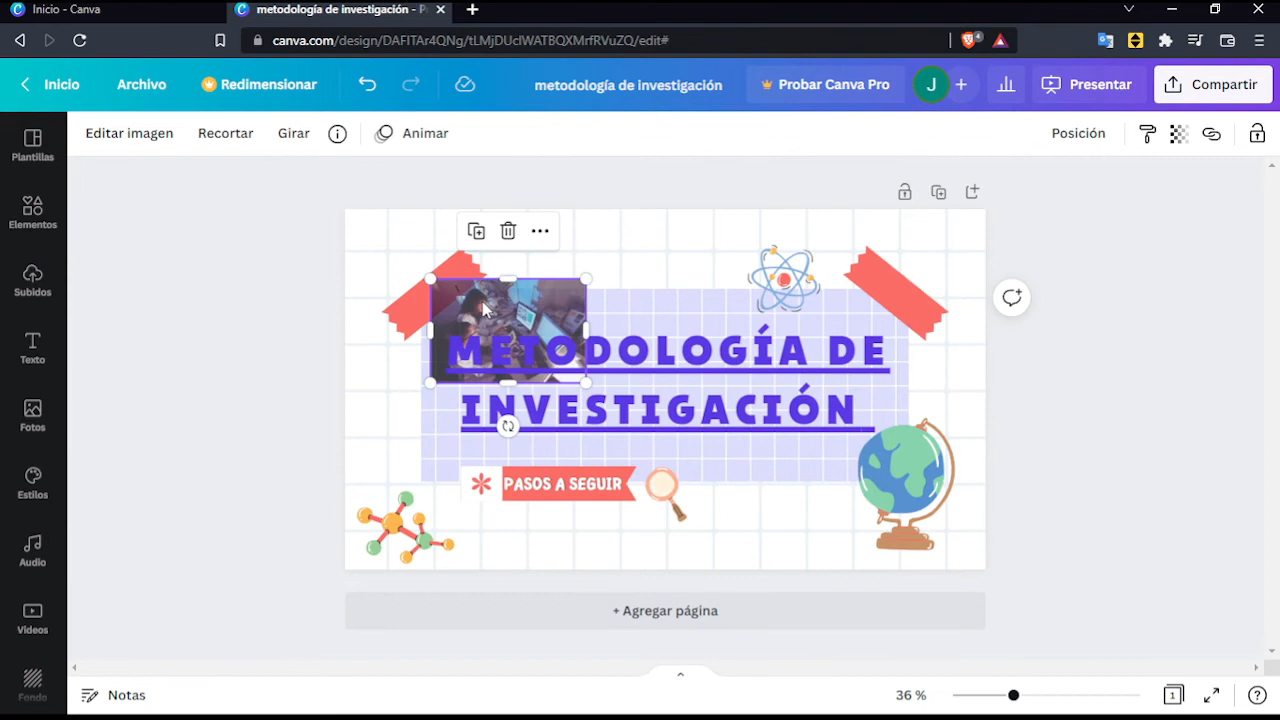 Inicio - Canva
metodología de investigación - P
canva.com/design/DAFITAr4QNg/tLMjDUclWATBQXMrfRVuZQ/edit#
4
Inicio
Archivo
Redimensionar
metodología de investigación
Probar Canva Pro
J
Presentar
Compartir
Editar imagen
Recortar
Girar
Animar
Posición
Plantillas
Elementos
Subidos
Texto
Fotos
Estilos
Audio
Videos
Fondo
METODOLOGÍA DE
INVESTIGACIÓN
PASOS A SEGUIR
+ Agregar página
Notas
36 %
1